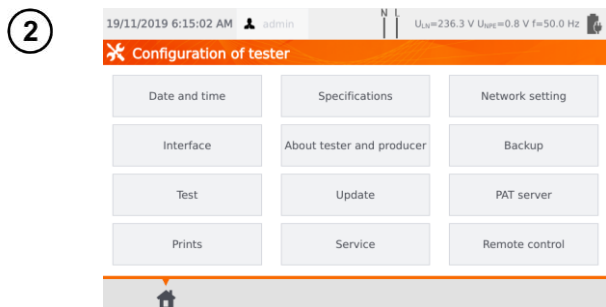 2
19/11/2019 6:15:02 AM admin N L U_LN=236.3 V U_NPE=0.8 V f=50.0 Hz
Configuration of tester
Date and time Specifications Network setting
Interface About tester and producer Backup
Test Update PAT server
Prints Service Remote control